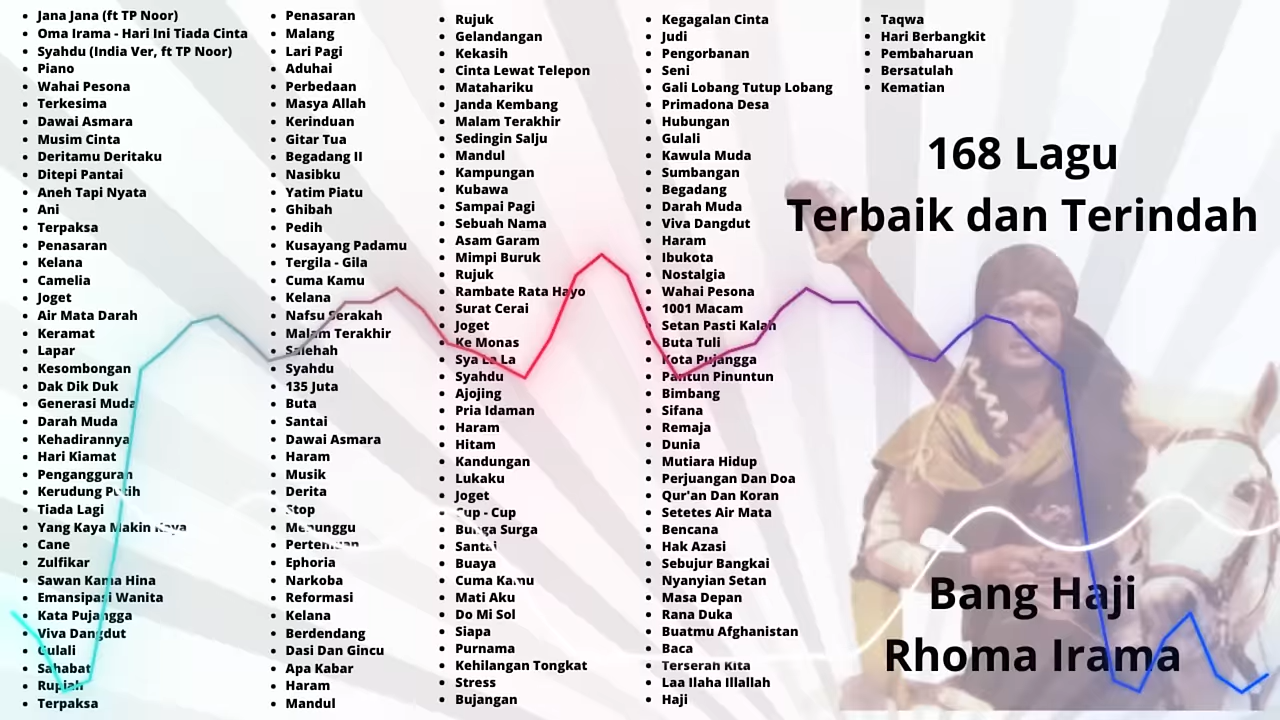 Jana Jana (ft TP Noor)
Oma Irama - Hari Ini Tiada Cinta
Syahdu (India Ver, ft TP Noor)
Piano
Wahai Pesona
Terkesima
Dawai Asmara
Musim Cinta
Deritamu Deritaku
Ditepi Pantai
Aneh Tapi Nyata
Ani
Terpaksa
Penasaran
Kelana
Camelia
Joget
Air Mata Darah
Keramat
Lapar
Kesombongan
Dak Dik Duk
Generasi Muda
Darah Muda
Kehadirannya
Hari Kiamat
Pengangguran
Kerudung Putih
Tiada Lagi
Yang Kaya Makin Kaya
Cane
Zulfikar
Sawan Kama Hina
Emansipasi Wanita
Kata Pujangga
Viva Dangdut
Gulali
Sahabat
Rupiah
Terpaksa
Penasaran
Malang
Lari Pagi
Aduhai
Perbedaan
Masya Allah
Kerinduan
Gitar Tua
Begadang II
Nasibku
Yatim Piatu
Ghibah
Pedih
Kusayang Padamu
Tergila - Gila
Cuma Kamu
Kelana
Nafsu Serakah
Malam Terakhir
Salehah
Syahdu
135 Juta
Buta
Santai
Dawai Asmara
Haram
Musik
Derita
Stop
Menunggu
Pertemuan
Ephoria
Narkoba
Reformasi
Kelana
Berdendang
Dasi Dan Gincu
Apa Kabar
Haram
Mandul
Rujuk
Gelandangan
Kekasih
Cinta Lewat Telepon
Matahariku
Janda Kembang
Malam Terakhir
Sedingin Salju
Mandul
Kampungan
Kubawa
Sampai Pagi
Sebuah Nama
Asam Garam
Mimpi Buruk
Rujuk
Rambate Rata Hayo
Surat Cerai
Joget
Ke Monas
Sya La La
Syahdu
Ajojing
Pria Idaman
Haram
Hitam
Kandungan
Lukaku
Joget
Cup - Cup
Bunga Surga
Santai
Buaya
Cuma Kamu
Mati Aku
Do Mi Sol
Siapa
Purnama
Kehilangan Tongkat
Stress
Bujangan
Kegagalan Cinta
Judi
Pengorbanan
Seni
Gali Lobang Tutup Lobang
Primadona Desa
Hubungan
Gulali
Kawula Muda
Sumbangan
Begadang
Darah Muda
Viva Dangdut
Haram
Ibukota
Nostalgia
Wahai Pesona
1001 Macam
Setan Pasti Kalah
Buta Tuli
Kota Pujangga
Pantun Pinuntun
Bimbang
Sifana
Remaja
Dunia
Mutiara Hidup
Perjuangan Dan Doa
Qur'an Dan Koran
Setetes Air Mata
Bencana
Hak Azasi
Sebujur Bangkai
Nyanyian Setan
Masa Depan
Rana Duka
Buatmu Afghanistan
Baca
Terserah Kita
Laa Ilaha Illallah
Haji
Taqwa
Hari Berbangkit
Pembaharuan
Bersatulah
Kematian
168 Lagu
Terbaik dan Terindah
Bang Haji
Rhoma Irama